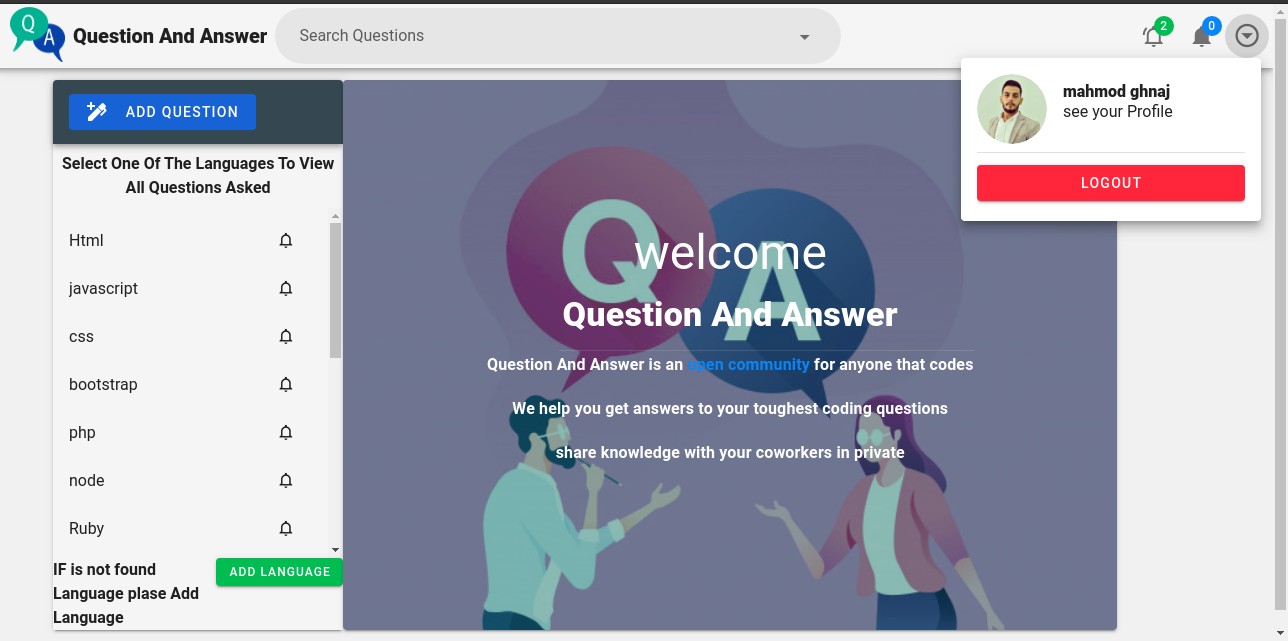 Q
A
Question And Answer
Search Questions
2
0
mahmod ghnaj
see your Profile
LOGOUT
ADD QUESTION
Select One Of The Languages To View
All Questions Asked
Html
javascript
css
bootstrap
php
node
Ruby
IF is not found
Language plase Add
Language
ADD LANGUAGE
Q
A
welcome
Question And Answer
Question And Answer is an open community for anyone that codes
We help you get answers to your toughest coding questions
share knowledge with your coworkers in private